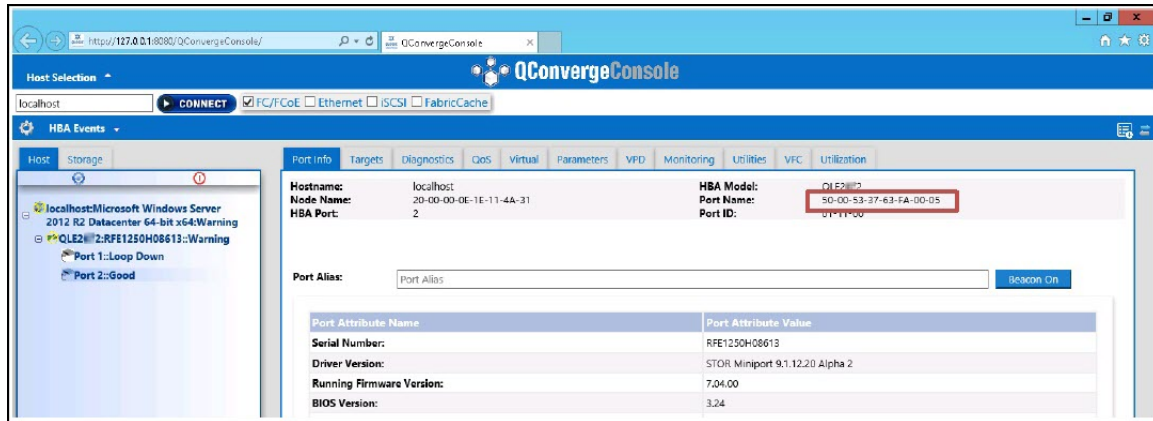 http://127.0.0.1:8080/QConvergeConsole/
QConvergeConsole
Host Selection
QConvergeConsole
localhost CONNECT FC/FCoE Ethernet iSCSI FabricCache
HBA Events
Host Storage
Port Info Targets Diagnostics QoS Virtual Parameters VPD Monitoring Utilities VFC Utilization
localhost:Microsoft Windows Server
2012 R2 Datacenter 64-bit x64:Warning
2:RFE1250H08613::Warning
Port 1::Loop Down
Port 2::Good
Hostname: localhost HBA Model:
Node Name: 20-00-00-0E-1E-11-4A-31 Port Name: 50-00-53-37-63-FA-00-05
HBA Port: 2 Port ID: 01-11-00
Port Alias: Port Alias Beacon On
Port Attribute Name Port Attribute Value
Serial Number: RFE1250H08613
Driver Version: STOR Miniport 9.1.12.20 Alpha 2
Running Firmware Version: 7.04.00
BIOS Version: 3.24